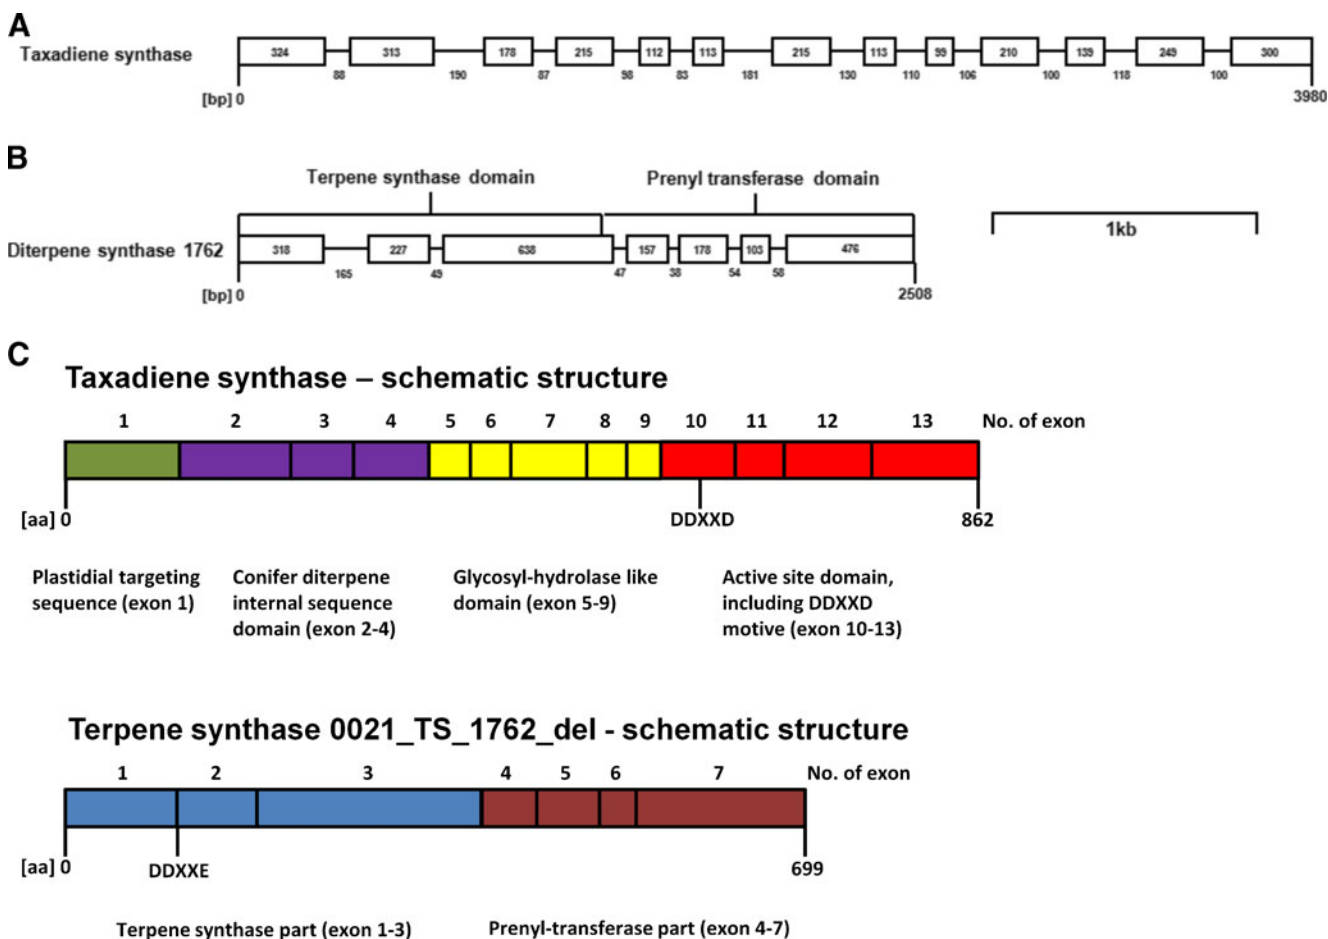 A
Taxadiene synthase
324 313 178 215 112 113 215 113 99 210 139 249 300
88 190 87 98 83 181 130 110 106 100 118 100
[bp] 0 3980
B
Terpene synthase domain Prenyl transferase domain
1kb
Diterpene synthase 1762 318 227 638 157 178 103 476
165 49 47 38 54 58
[bp] 0 2508
C
Taxadiene synthase – schematic structure
1 2 3 4 5 6 7 8 9 10 11 12 13 No. of exon
[aa] 0 DDXXD 862
Plastidial targeting
sequence (exon 1)
Conifer diterpene
internal sequence
domain (exon 2-4)
Glycosyl-hydrolase like
domain (exon 5-9)
Active site domain,
including DDXXD
motive (exon 10-13)
Terpene synthase 0021_TS_1762_del - schematic structure
1 2 3 4 5 6 7 No. of exon
[aa] 0 DDXXE 699
Terpene synthase part (exon 1-3) Prenyl-transferase part (exon 4-7)